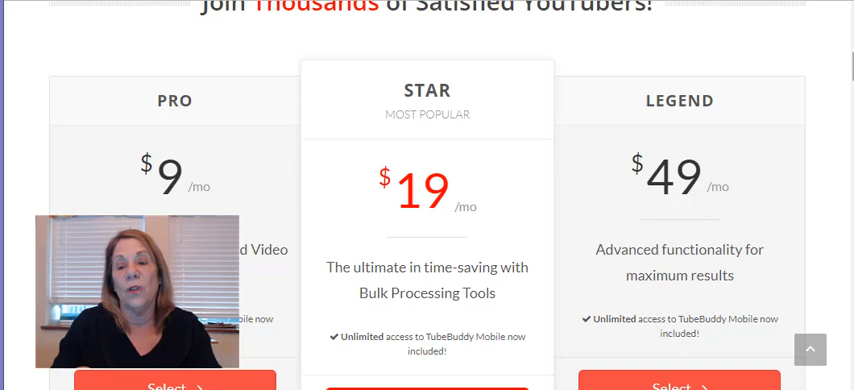 Join Thousands of Satisfied YouTubers!
PRO
$9 /mo
d Video
bile now
Select >
STAR
MOST POPULAR
$19 /mo
The ultimate in time-saving with
Bulk Processing Tools
✔ Unlimited access to TubeBuddy Mobile now
included!
LEGEND
$49 /mo
Advanced functionality for
maximum results
✔ Unlimited access to TubeBuddy Mobile now
included!
Select >